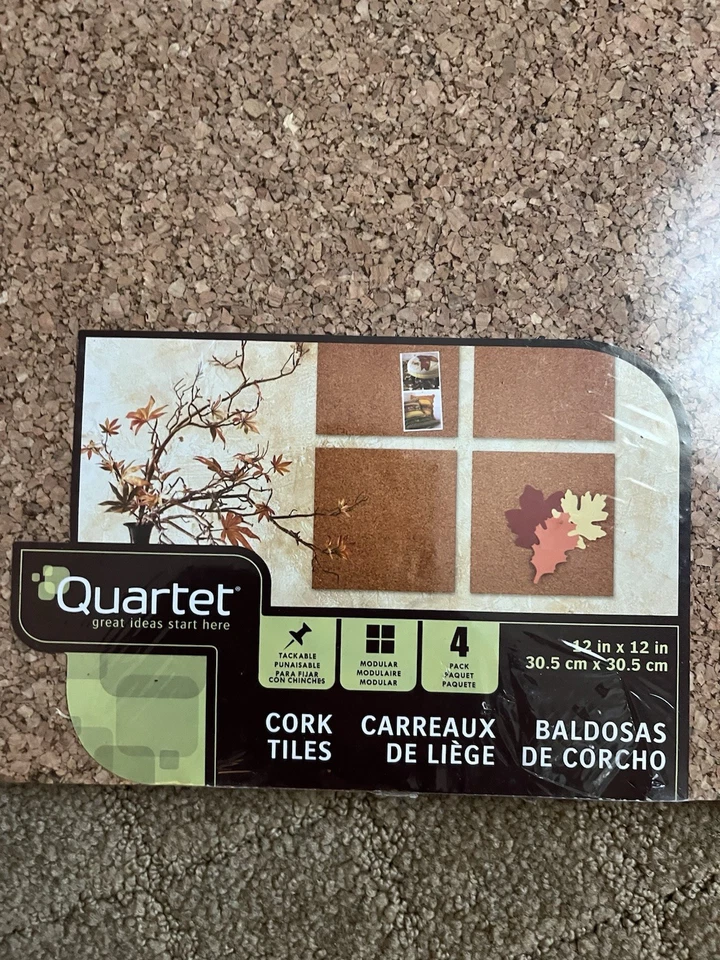 Quartet®
great ideas start here
TACKABLE
PUNAISABLE
PARA FIJAR
CON CHINCHES
MODULAR
MODULAIRE
MODULAR
4
PACK
PAQUET
PAQUETE
12 in x 12 in
30.5 cm x 30.5 cm
CORK
TILES
CARREAUX
DE LIÈGE
BALDOSAS
DE CORCHO